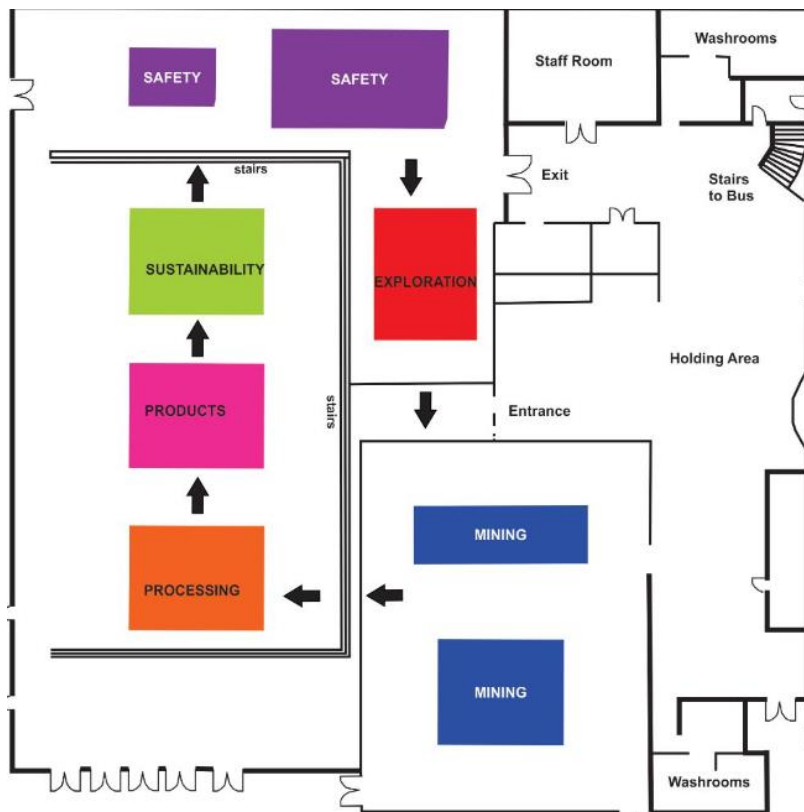 Washrooms
Staff Room
SAFETY
SAFETY
stairs
Exit
Stairs
to Bus
SUSTAINABILITY
EXPLORATION
Holding Area
PRODUCTS
stairs
Entrance
MINING
PROCESSING
MINING
Washrooms